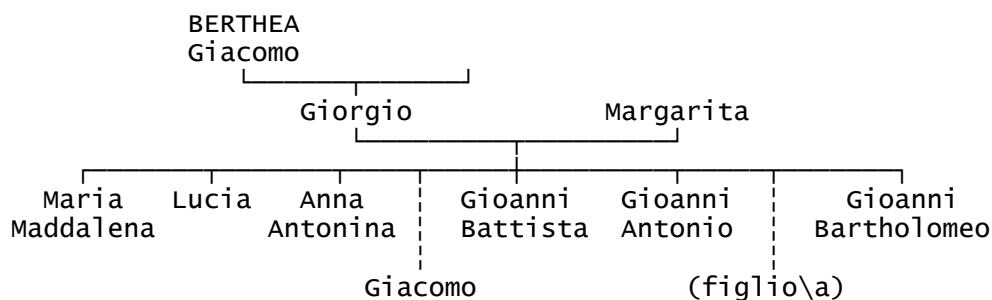 BERTHEA
Giacomo
Giorgio Margarita
Maria Lucia Anna Gioanni Gioanni Gioanni
Maddalena Antonina Battista Antonio Bartholomeo
Giacomo (figlio\a)